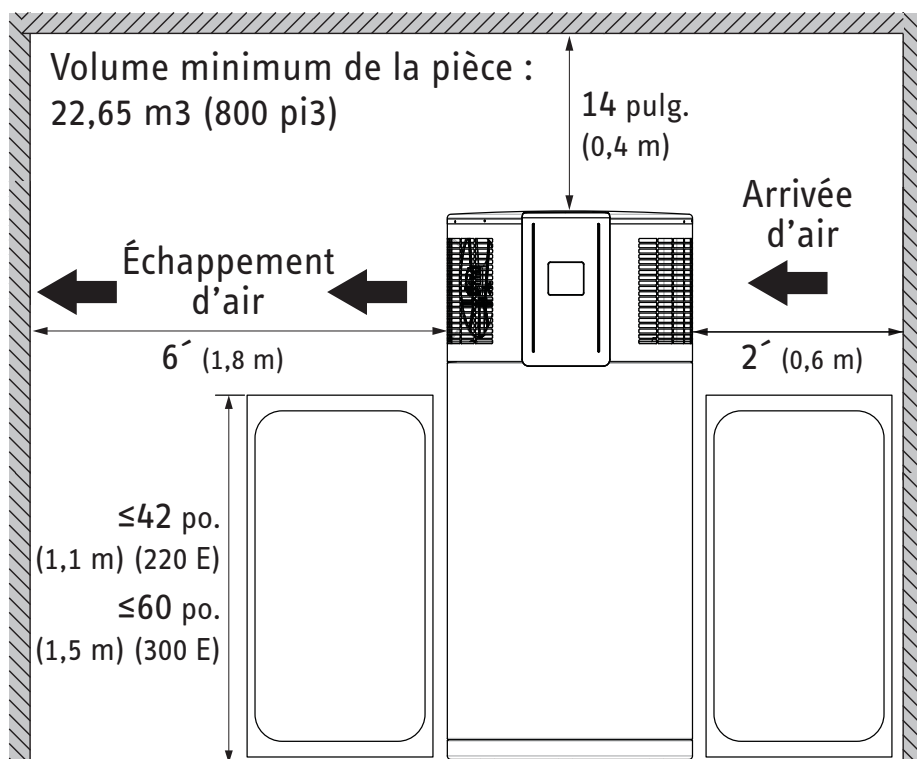 Volume minimum de la pièce :
22,65 m3 (800 pi3)
14 pulg.
(0,4 m)
Arrivée
d’air
Échappement
d’air
6´ (1,8 m)
2´ (0,6 m)
≤42 po.
(1,1 m) (220 E)
≤60 po.
(1,5 m) (300 E)